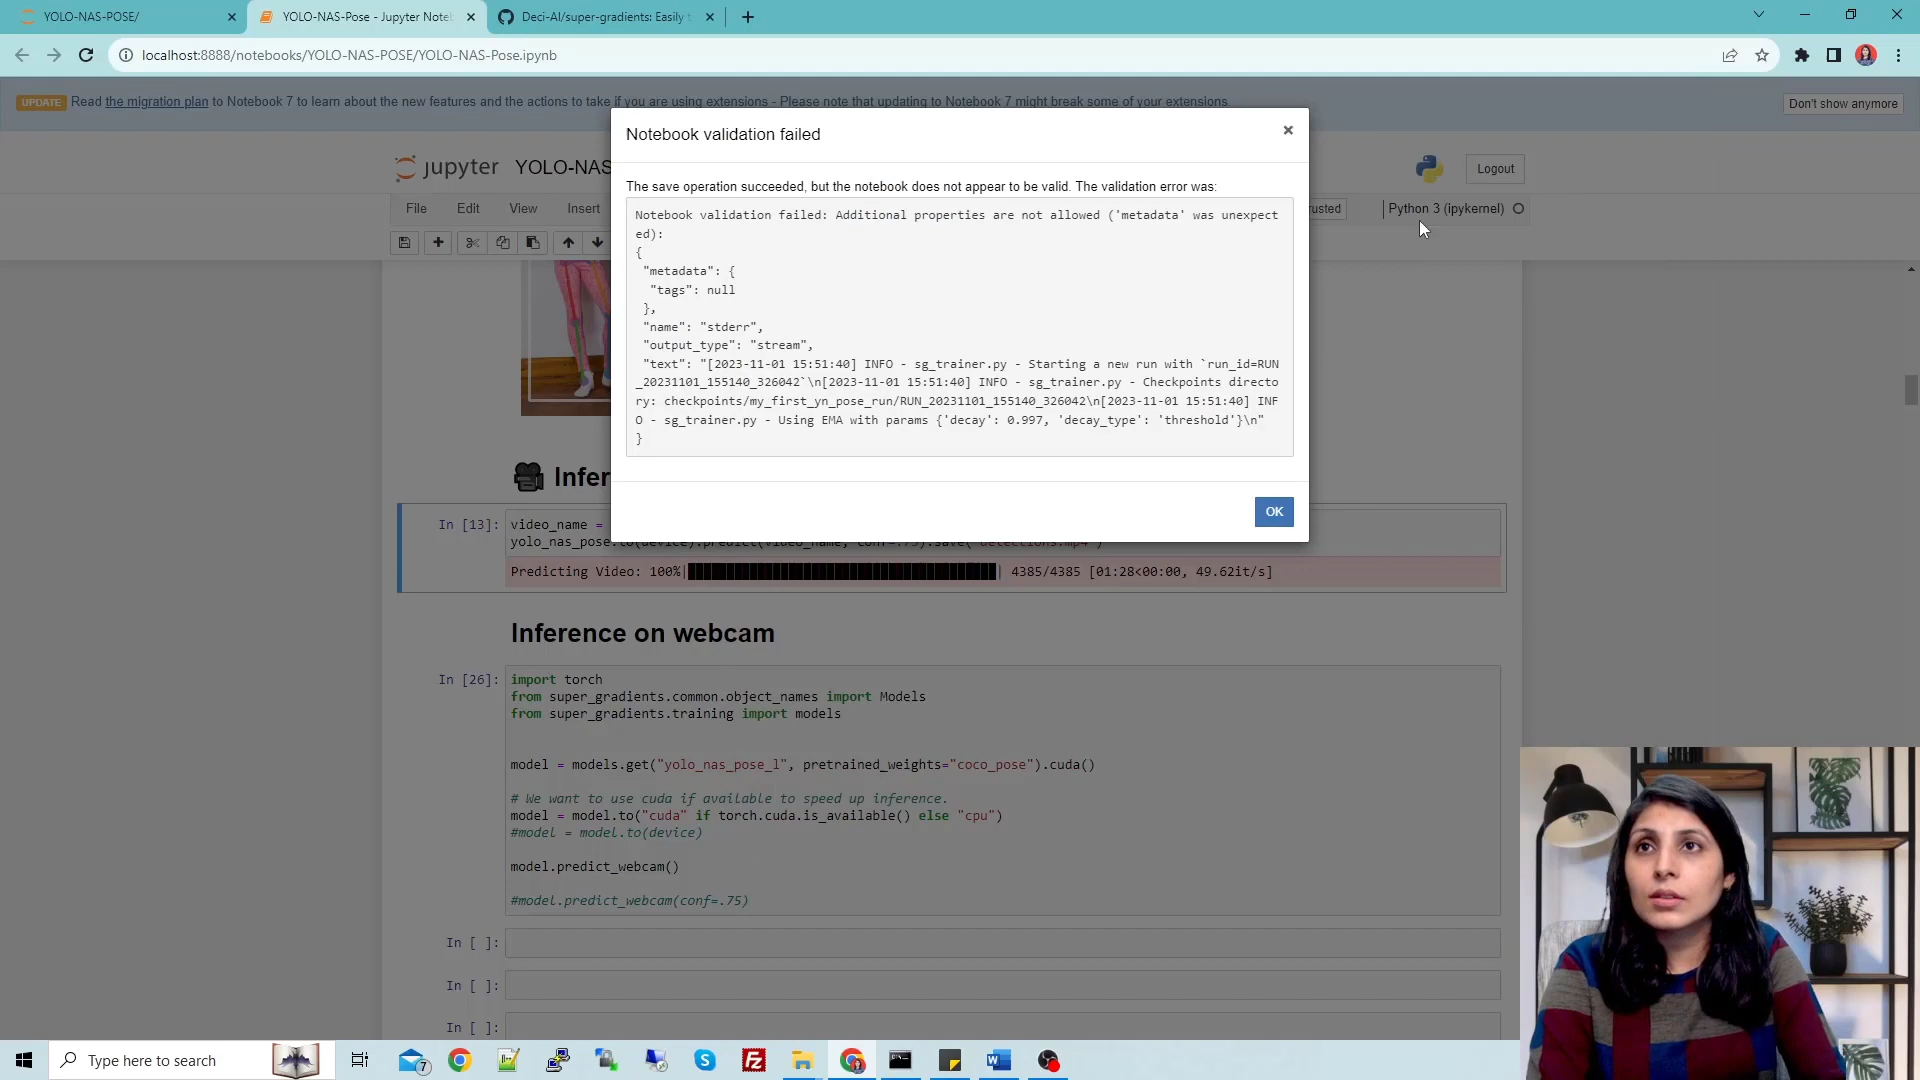 YOLO-NAS-POSE/
YOLO-NAS-Pose - Jupyter Note
Deci-AI/super-gradients: Easily t
localhost:8888/notebooks/YOLO-NAS-POSE/YOLO-NAS-Pose.ipynb
UPDATE Read the migration plan to Notebook 7 to learn about the new features and the actions to take if you are using extensions - Please note that updating to Notebook 7 might break some of your extensions.
Don't show anymore
Notebook validation failed
×
jupyter YOLO-NAS
Logout
The save operation succeeded, but the notebook does not appear to be valid. The validation error was:
File Edit View Insert
rusted
Python 3 (ipykernel)
Notebook validation failed: Additional properties are not allowed ('metadata' was unexpect
ed):
{
"metadata": {
"tags": null
},
"name": "stderr",
"output_type": "stream",
"text": "[2023-11-01 15:51:40] INFO - sg_trainer.py - Starting a new run with `run_id=RUN
_20231101_155140_326042`\n[2023-11-01 15:51:40] INFO - sg_trainer.py - Checkpoints directo
ry: checkpoints/my_first_yn_pose_run/RUN_20231101_155140_326042\n[2023-11-01 15:51:40] INF
O - sg_trainer.py - Using EMA with params {'decay': 0.997, 'decay_type': 'threshold'}\n"
}
OK
Infer
In [13]: video_name =
yolo_nas_pose.to(device).predict(video_name, conf=.75).save("detections.mp4")
Predicting Video: 100%| | 4385/4385 [01:28<00:00, 49.62it/s]
Inference on webcam
In [26]: import torch
from super_gradients.common.object_names import Models
from super_gradients.training import models
model = models.get("yolo_nas_pose_l", pretrained_weights="coco_pose").cuda()
# We want to use cuda if available to speed up inference.
model = model.to("cuda" if torch.cuda.is_available() else "cpu")
#model = model.to(device)
model.predict_webcam()
#model.predict_webcam(conf=.75)
In [ ]:
In [ ]:
In [ ]:
Type here to search
7